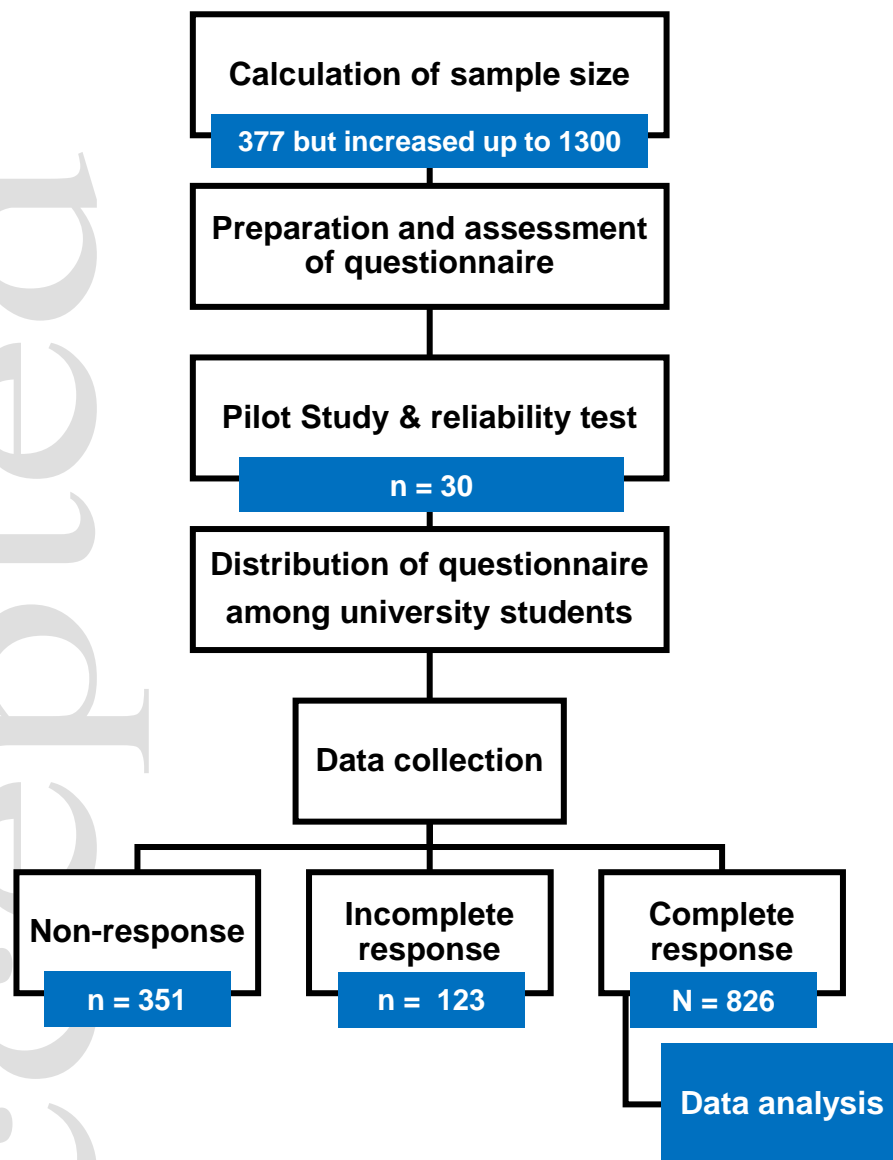 Calculation of sample size
377 but increased up to 1300
Preparation and assessment
of questionnaire
Pilot Study & reliability test
n = 30
Distribution of questionnaire
among university students
Data collection
Non-response
n = 351
Incomplete
response
n =  123
Complete
response
N = 826
Data analysis